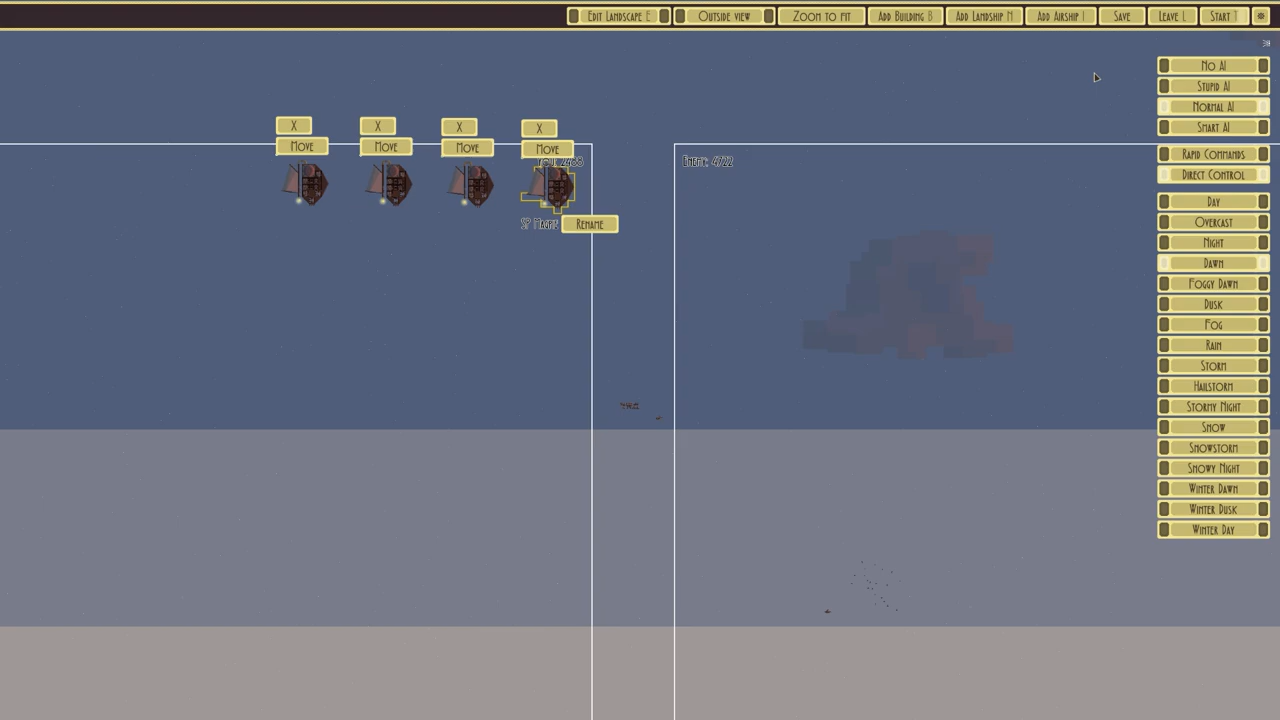 Edit Landscape E
Outside view
Zoom to fit
Add Building B
Add Landship N
Add Airship I
Save
Leave L
Start T
No AI
Stupid AI
Normal AI
Smart AI
Rapid Commands
Direct Control
Day
Overcast
Night
Dawn
Foggy Dawn
Dusk
Fog
Rain
Storm
Hailstorm
Stormy Night
Snow
Snowstorm
Snowy Night
Winter Dawn
Winter Dusk
Winter Day
X
X
X
X
Move
Move
Move
Move
Enemy: 4722
SP Magpie
Rename